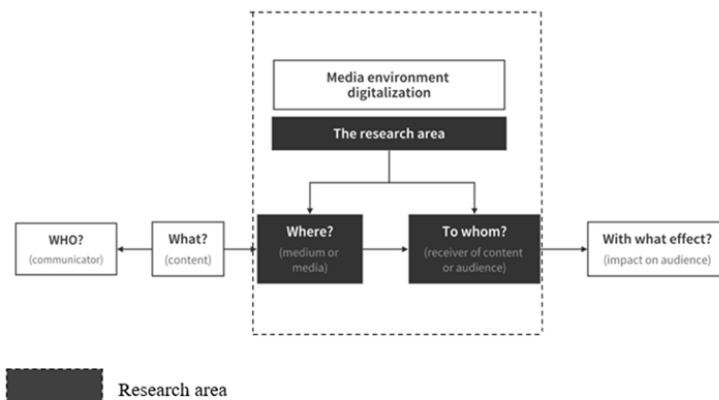 Media environment
digitalization
The research area
WHO?
(communicator)
What?
(content)
Where?
(medium or
media)
To whom?
(receiver of content
or audience)
With what effect?
(impact on audience)
Research area